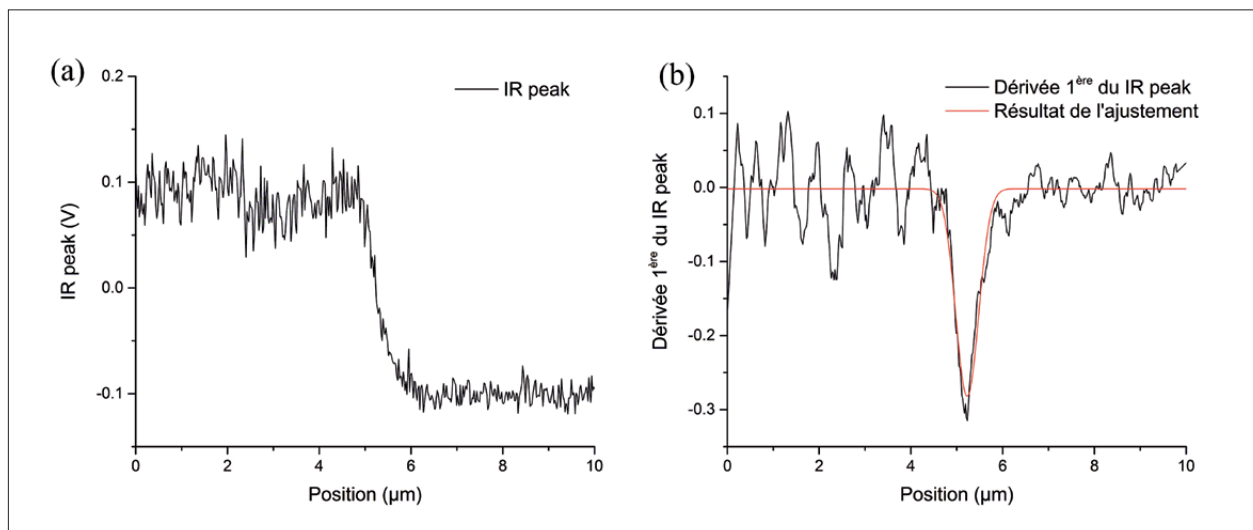 (a)
IR peak
IR peak (V)
0.2
0.1
0.0
-0.1
0
2
4
6
8
10
Position (µm)
(b)
Dérivée 1ère du IR peak
Résultat de l'ajustement
Dérivée 1ère du IR peak
0.1
0.0
-0.1
-0.2
-0.3
0
2
4
6
8
10
Position (µm)